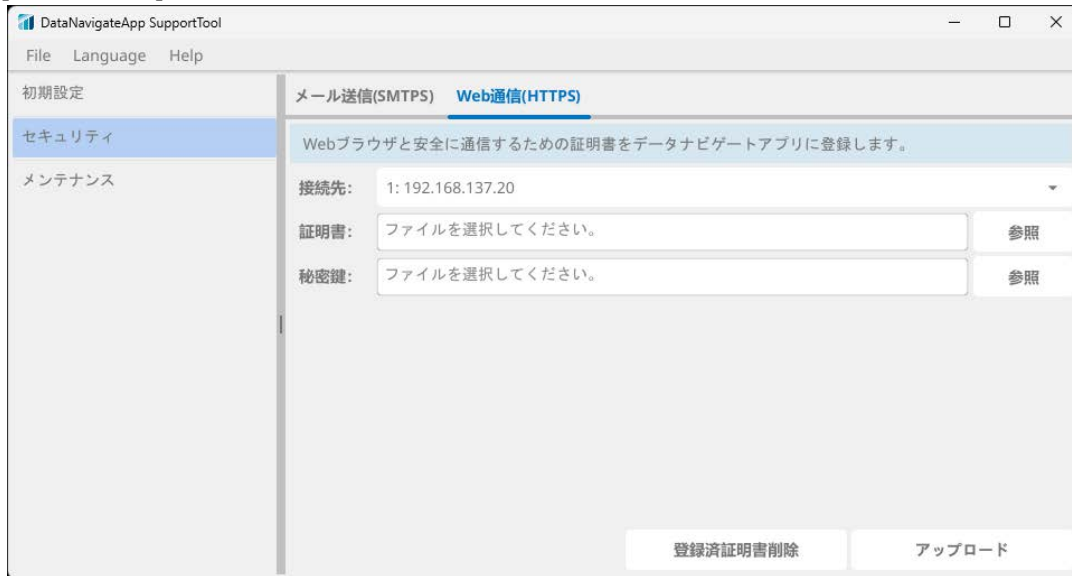 DataNavigateApp SupportTool
File Language Help
初期設定
セキュリティ
メンテナンス
メール送信(SMTPS) Web通信(HTTPS)
Webブラウザと安全に通信するための証明書をデータナビゲートアプリに登録します。
接続先: 1: 192.168.137.20
証明書: ファイルを選択してください。 参照
秘密鍵: ファイルを選択してください。 参照
登録済証明書削除 アップロード